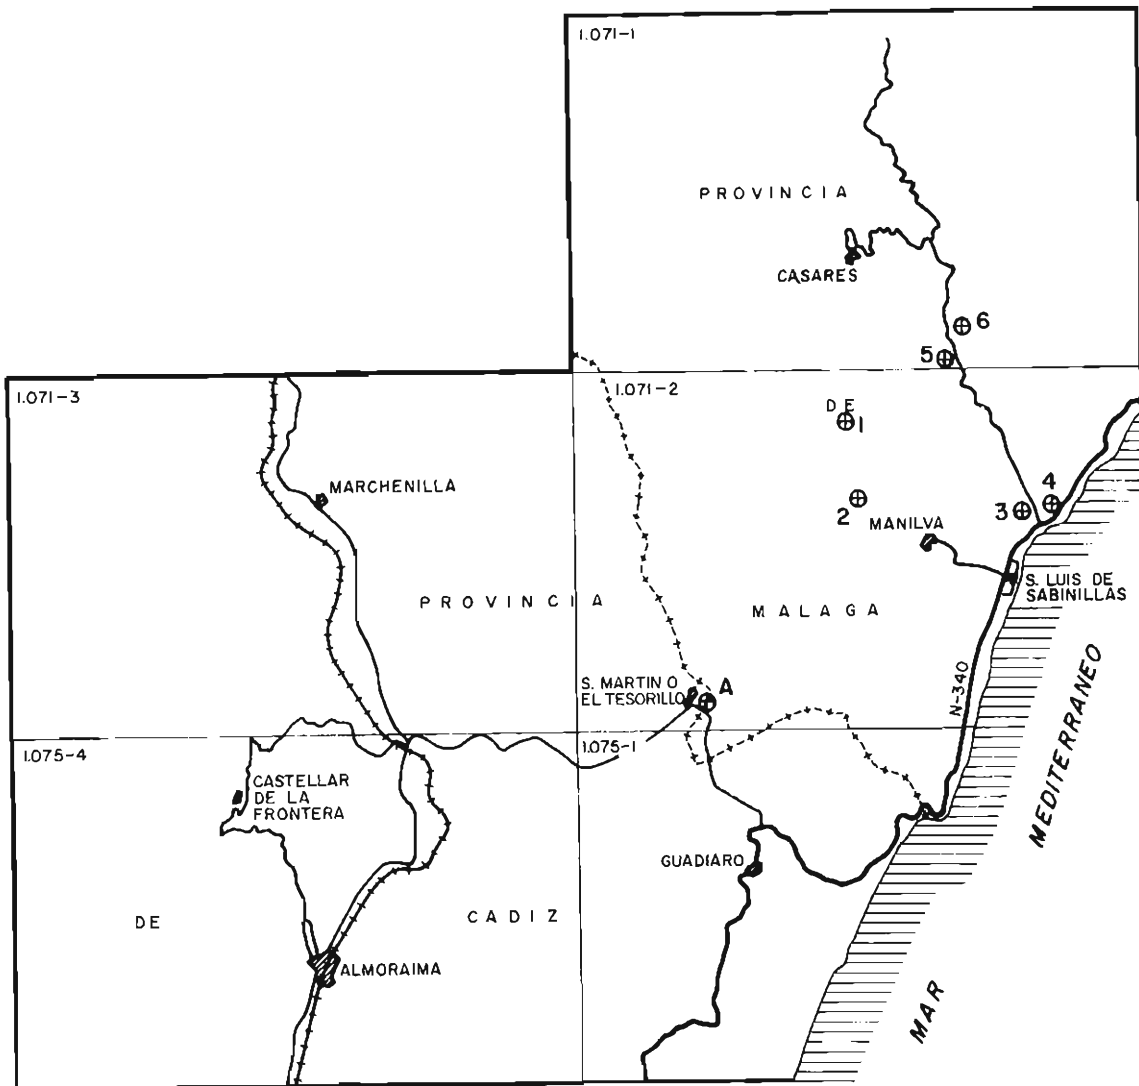 1.071-1
PROVINCIA
CASARES
6
5
1.071-3
1.071-2
DE
1
MARCHENILLA
2
3
4
MANILVA
S. LUIS DE
SABINILLAS
PROVINCIA
MALAGA
S. MARTIN O
EL TESORILLO
A
N-340
MEDITERRANEO
1.075-4
1.075-1
CASTELLAR
DE LA
FRONTERA
GUADIARO
DE
CADIZ
ALMORAIMA
MAR